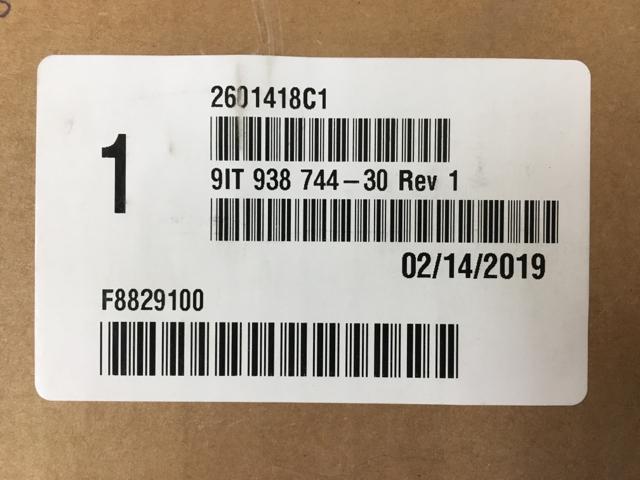 2601418C1
1
9IT 938 744-30 Rev 1
02/14/2019
F8829100